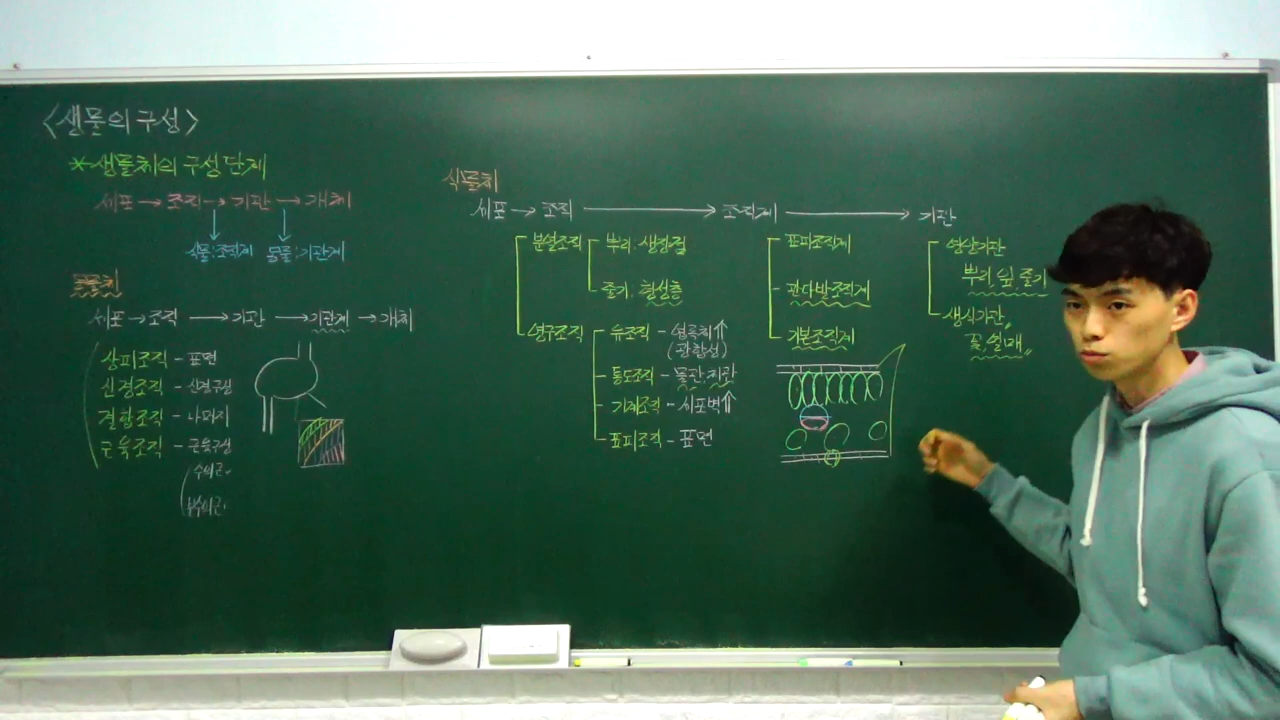 <생물의 구성>
*생물체의 구성 단계
세포 → 조직 → 기관 → 개체
식물:조직계 동물:기관계
동물체
세포 → 조직 → 기관 → 기관계 → 개체
상피조직 - 표면
신경조직 - 신경구성
결합조직 - 나머지
근육조직 - 근육구성
수의근
불수의근
식물체
세포 → 조직 → 조직계 → 기관
분열조직 뿌리:생장점
줄기:형성층
영구조직 유조직 - 엽록체⇑
(광합성)
통도조직 - 물관·체관
기계조직 - 세포벽⇑
표피조직 - 표면
표피조직계
관다발조직계
기본조직계
영양기관
뿌리, 잎, 줄기
생식기관
꽃, 열매